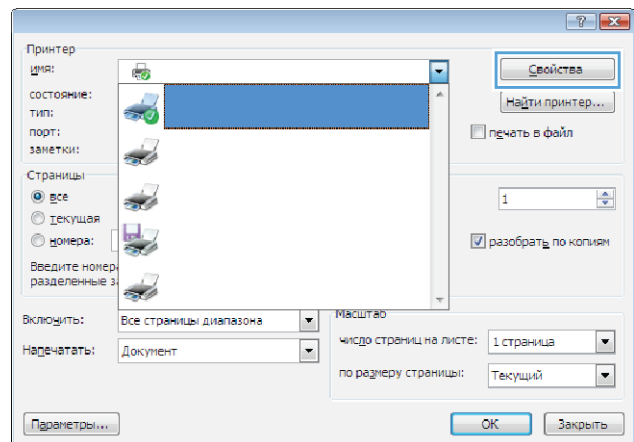 Принтер
имя:
Свойства
состояние:
Найти принтер...
тип:
порт:
печать в файл
заметки:
Страницы
все
1
текущая
номера:
разобрать по копиям
Введите
разделенные
Включить:
Все страницы диапазона
Масштаб
число страниц на листе:
1 страница
Напечатать:
Документ
по размеру страницы:
Текущий
Параметры...
ОК
Закрыть